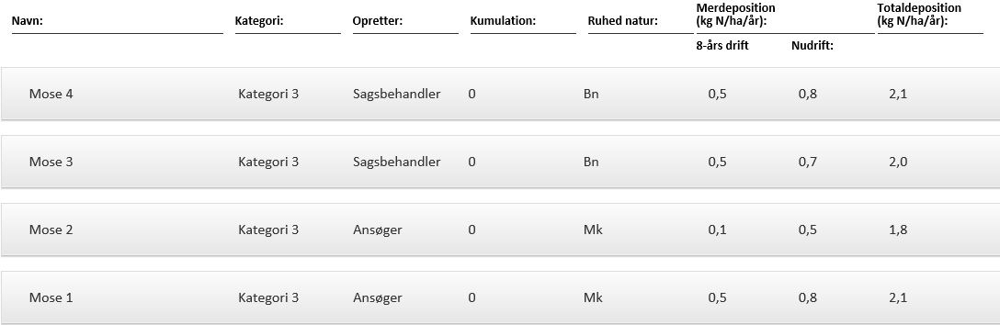 Navn: Kategori: Opretter: Kumulation: Ruhed natur: Merdeposition (kg N/ha/år): Totaldeposition (kg N/ha/år):
8-års drift Nudrift:
Mose 4 Kategori 3 Sagsbehandler 0 Bn 0,5 0,8 2,1
Mose 3 Kategori 3 Sagsbehandler 0 Bn 0,5 0,7 2,0
Mose 2 Kategori 3 Ansøger 0 Mk 0,1 0,5 1,8
Mose 1 Kategori 3 Ansøger 0 Mk 0,5 0,8 2,1